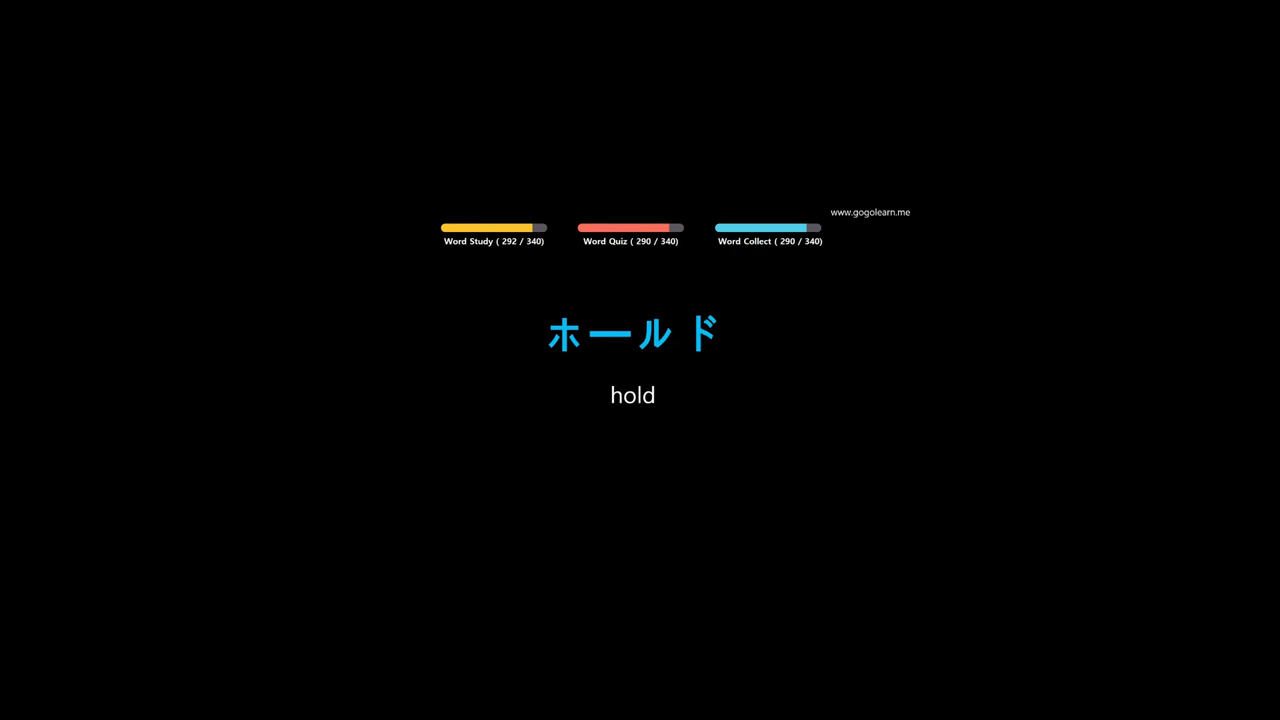 www.gogolearn.me
Word Study ( 292 / 340)
Word Quiz ( 290 / 340)
Word Collect ( 290 / 340)
ホールド
hold